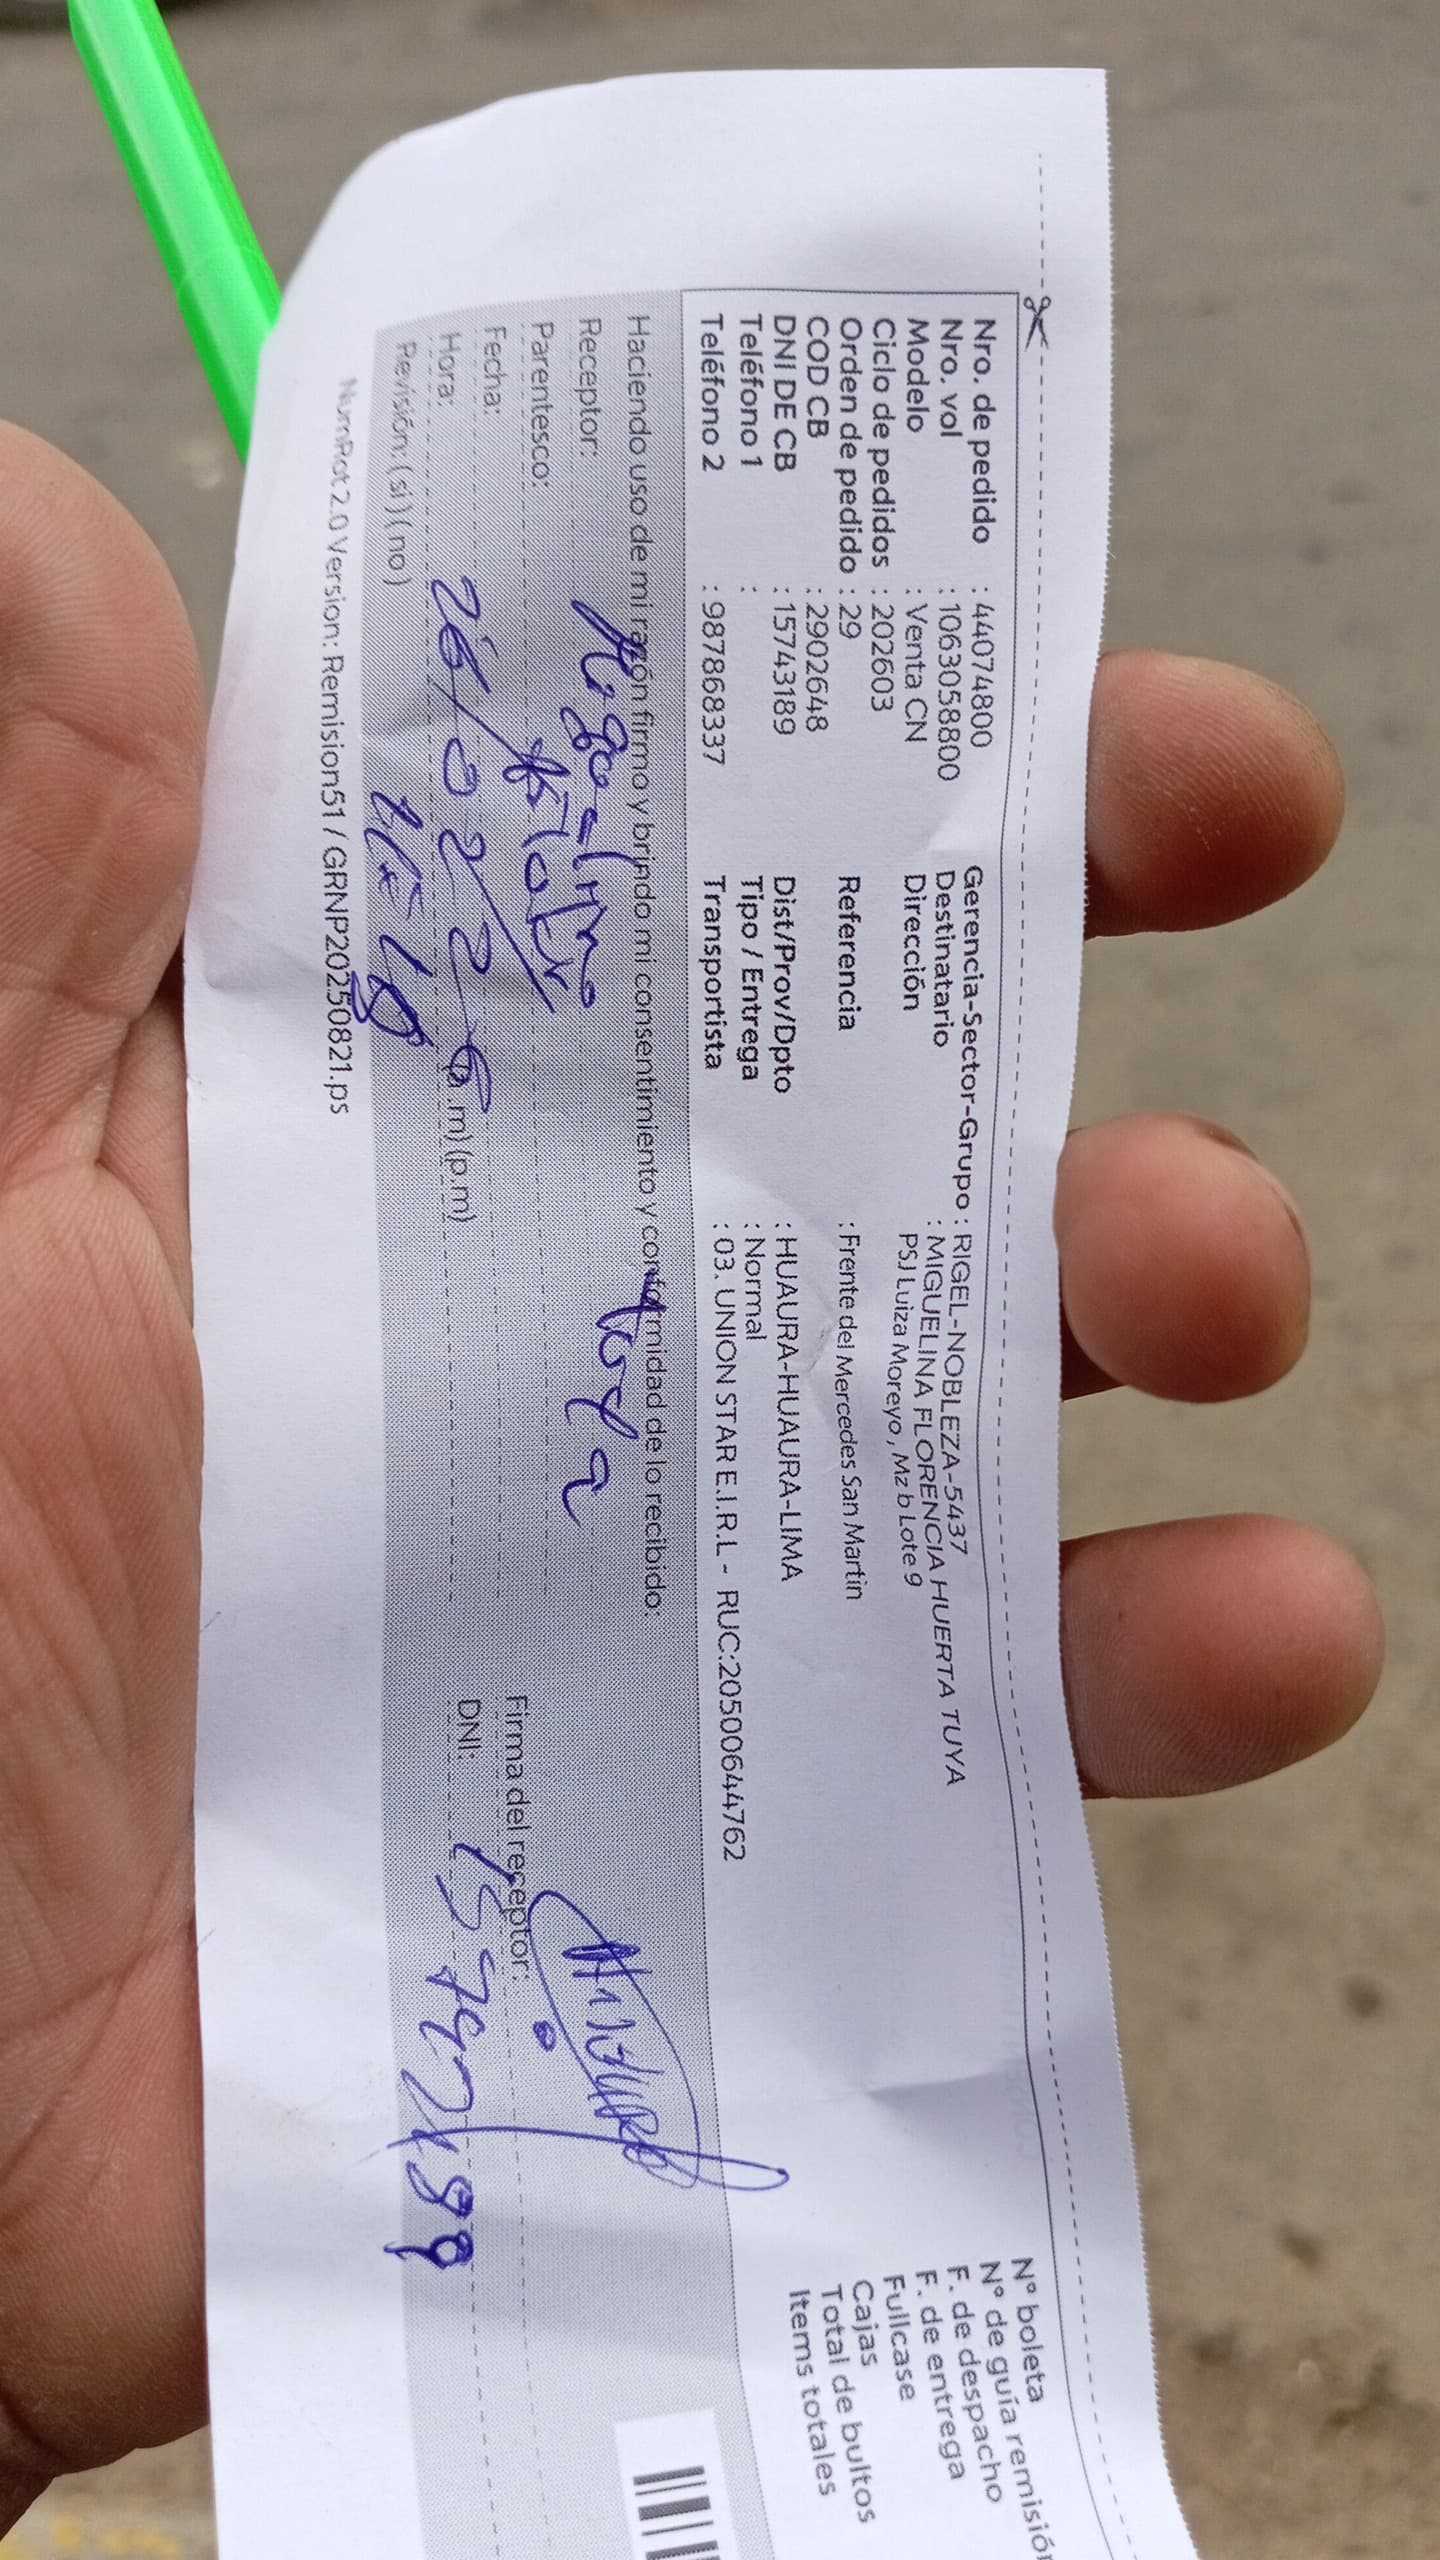 Nro. de pedido : 44074800
Nro. vol : 1063058800
Modelo : Venta CN
Ciclo de pedidos : 202603
Orden de pedido : 29
COD CB : 2902648
DNI DE CB : 15743189
Teléfono 1 :
Teléfono 2 : 987868337
Gerencia-Sector-Grupo : RIGEL-NOBLEZA-5437
Destinatario : MIGUELINA FLORENCIA HUERTA TUYA
Dirección PSJ Luiza Moreyo , Mz b Lote 9
Referencia : Frente del Mercedes San Martin
Dist/Prov/Dpto : HUAURA-HUAURA-LIMA
Tipo / Entrega : Normal
Transportista : 03. UNION STAR E.I.R.L - RUC:20500644762
N° boleta
N° de guía remisión
F. de despacho
F. de entrega
Fullcase
Cajas
Total de bultos
Items totales
Haciendo uso de mi razón firmo y brindo mi consentimiento y conformidad de lo recibido:
Receptor: Tuya
Parentesco: Titular
Fecha: 26/02/26
Hora: (a.m) (p.m)
Revisión: (si) (no)
Firma del receptor:
DNI: 15743189
NumRot 2.0 Version: Remision51 / GRNP20250821.ps